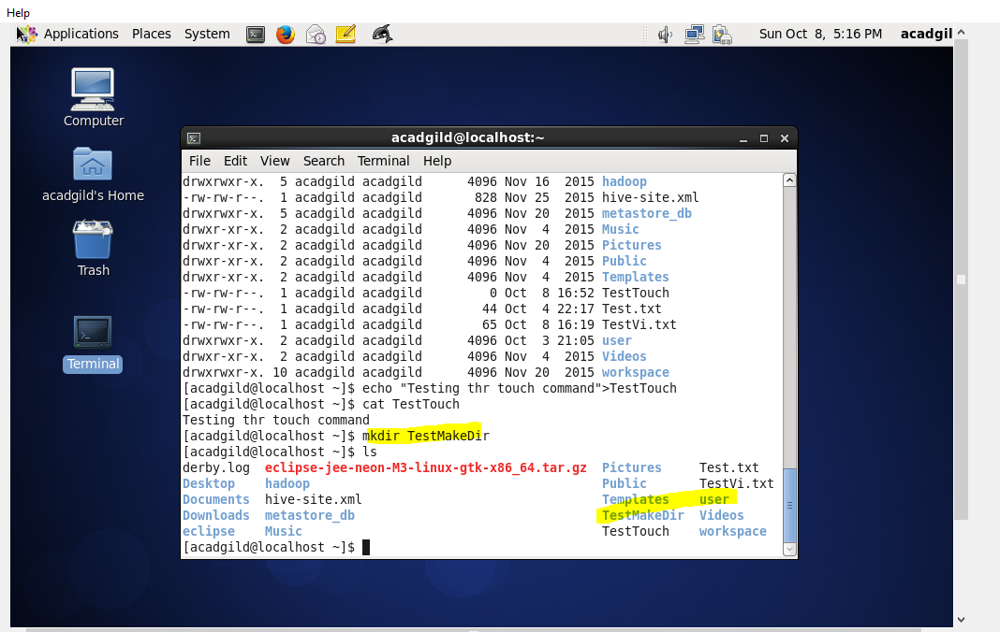 Help
Applications Places System Sun Oct 8, 5:16 PM acadgil
Computer
acadgild's Home
Trash
Terminal
acadgild@localhost:~
File Edit View Search Terminal Help
drwxrwxr-x. 5 acadgild acadgild 4096 Nov 16 2015 hadoop
-rw-rw-r--. 1 acadgild acadgild 828 Nov 25 2015 hive-site.xml
drwxrwxr-x. 5 acadgild acadgild 4096 Nov 20 2015 metastore_db
drwxr-xr-x. 2 acadgild acadgild 4096 Nov 4 2015 Music
drwxr-xr-x. 2 acadgild acadgild 4096 Nov 20 2015 Pictures
drwxr-xr-x. 2 acadgild acadgild 4096 Nov 4 2015 Public
drwxr-xr-x. 2 acadgild acadgild 4096 Nov 4 2015 Templates
-rw-rw-r--. 1 acadgild acadgild 0 Oct 8 16:52 TestTouch
-rw-rw-r--. 1 acadgild acadgild 44 Oct 4 22:17 Test.txt
-rw-rw-r--. 1 acadgild acadgild 65 Oct 8 16:19 TestVi.txt
drwxrwxr-x. 2 acadgild acadgild 4096 Oct 3 21:05 user
drwxr-xr-x. 2 acadgild acadgild 4096 Nov 4 2015 Videos
drwxrwxr-x. 10 acadgild acadgild 4096 Nov 20 2015 workspace
[acadgild@localhost ~]$ echo "Testing thr touch command">TestTouch
[acadgild@localhost ~]$ cat TestTouch
Testing thr touch command
[acadgild@localhost ~]$ mkdir TestMakeDir
[acadgild@localhost ~]$ ls
derby.log eclipse-jee-neon-M3-linux-gtk-x86_64.tar.gz Pictures Test.txt
Desktop hadoop Public TestVi.txt
Documents hive-site.xml Templates user
Downloads metastore_db TestMakeDir Videos
eclipse Music TestTouch workspace
[acadgild@localhost ~]$